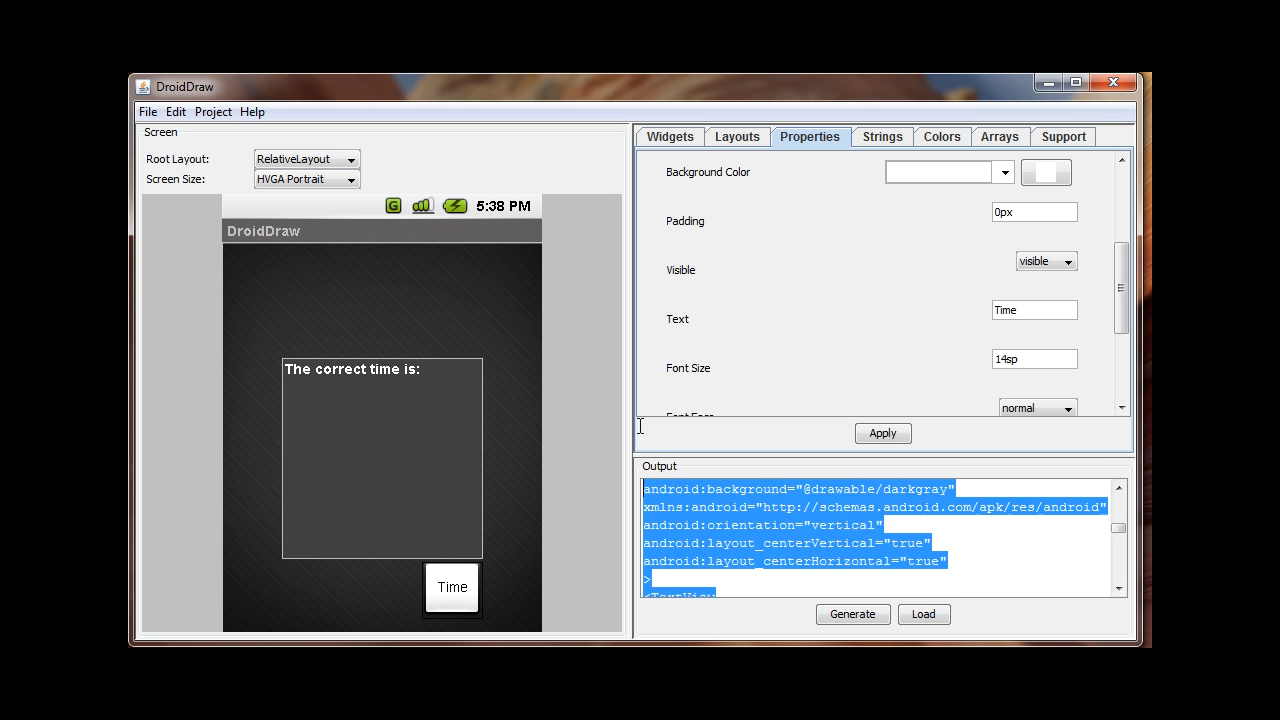 DroidDraw
File Edit Project Help
Screen
Root Layout: RelativeLayout
Screen Size: HVGA Portrait
G 5:38 PM
DroidDraw
The correct time is:
Time
Widgets Layouts Properties Strings Colors Arrays Support
Background Color
Padding 0px
Visible visible
Text Time
Font Size 14sp
Font Face normal
Apply
Output
android:background="@drawable/darkgray"
xmlns:android="http://schemas.android.com/apk/res/android"
android:orientation="vertical"
android:layout_centerVertical="true"
android:layout_centerHorizontal="true"
>
<TextView
Generate Load